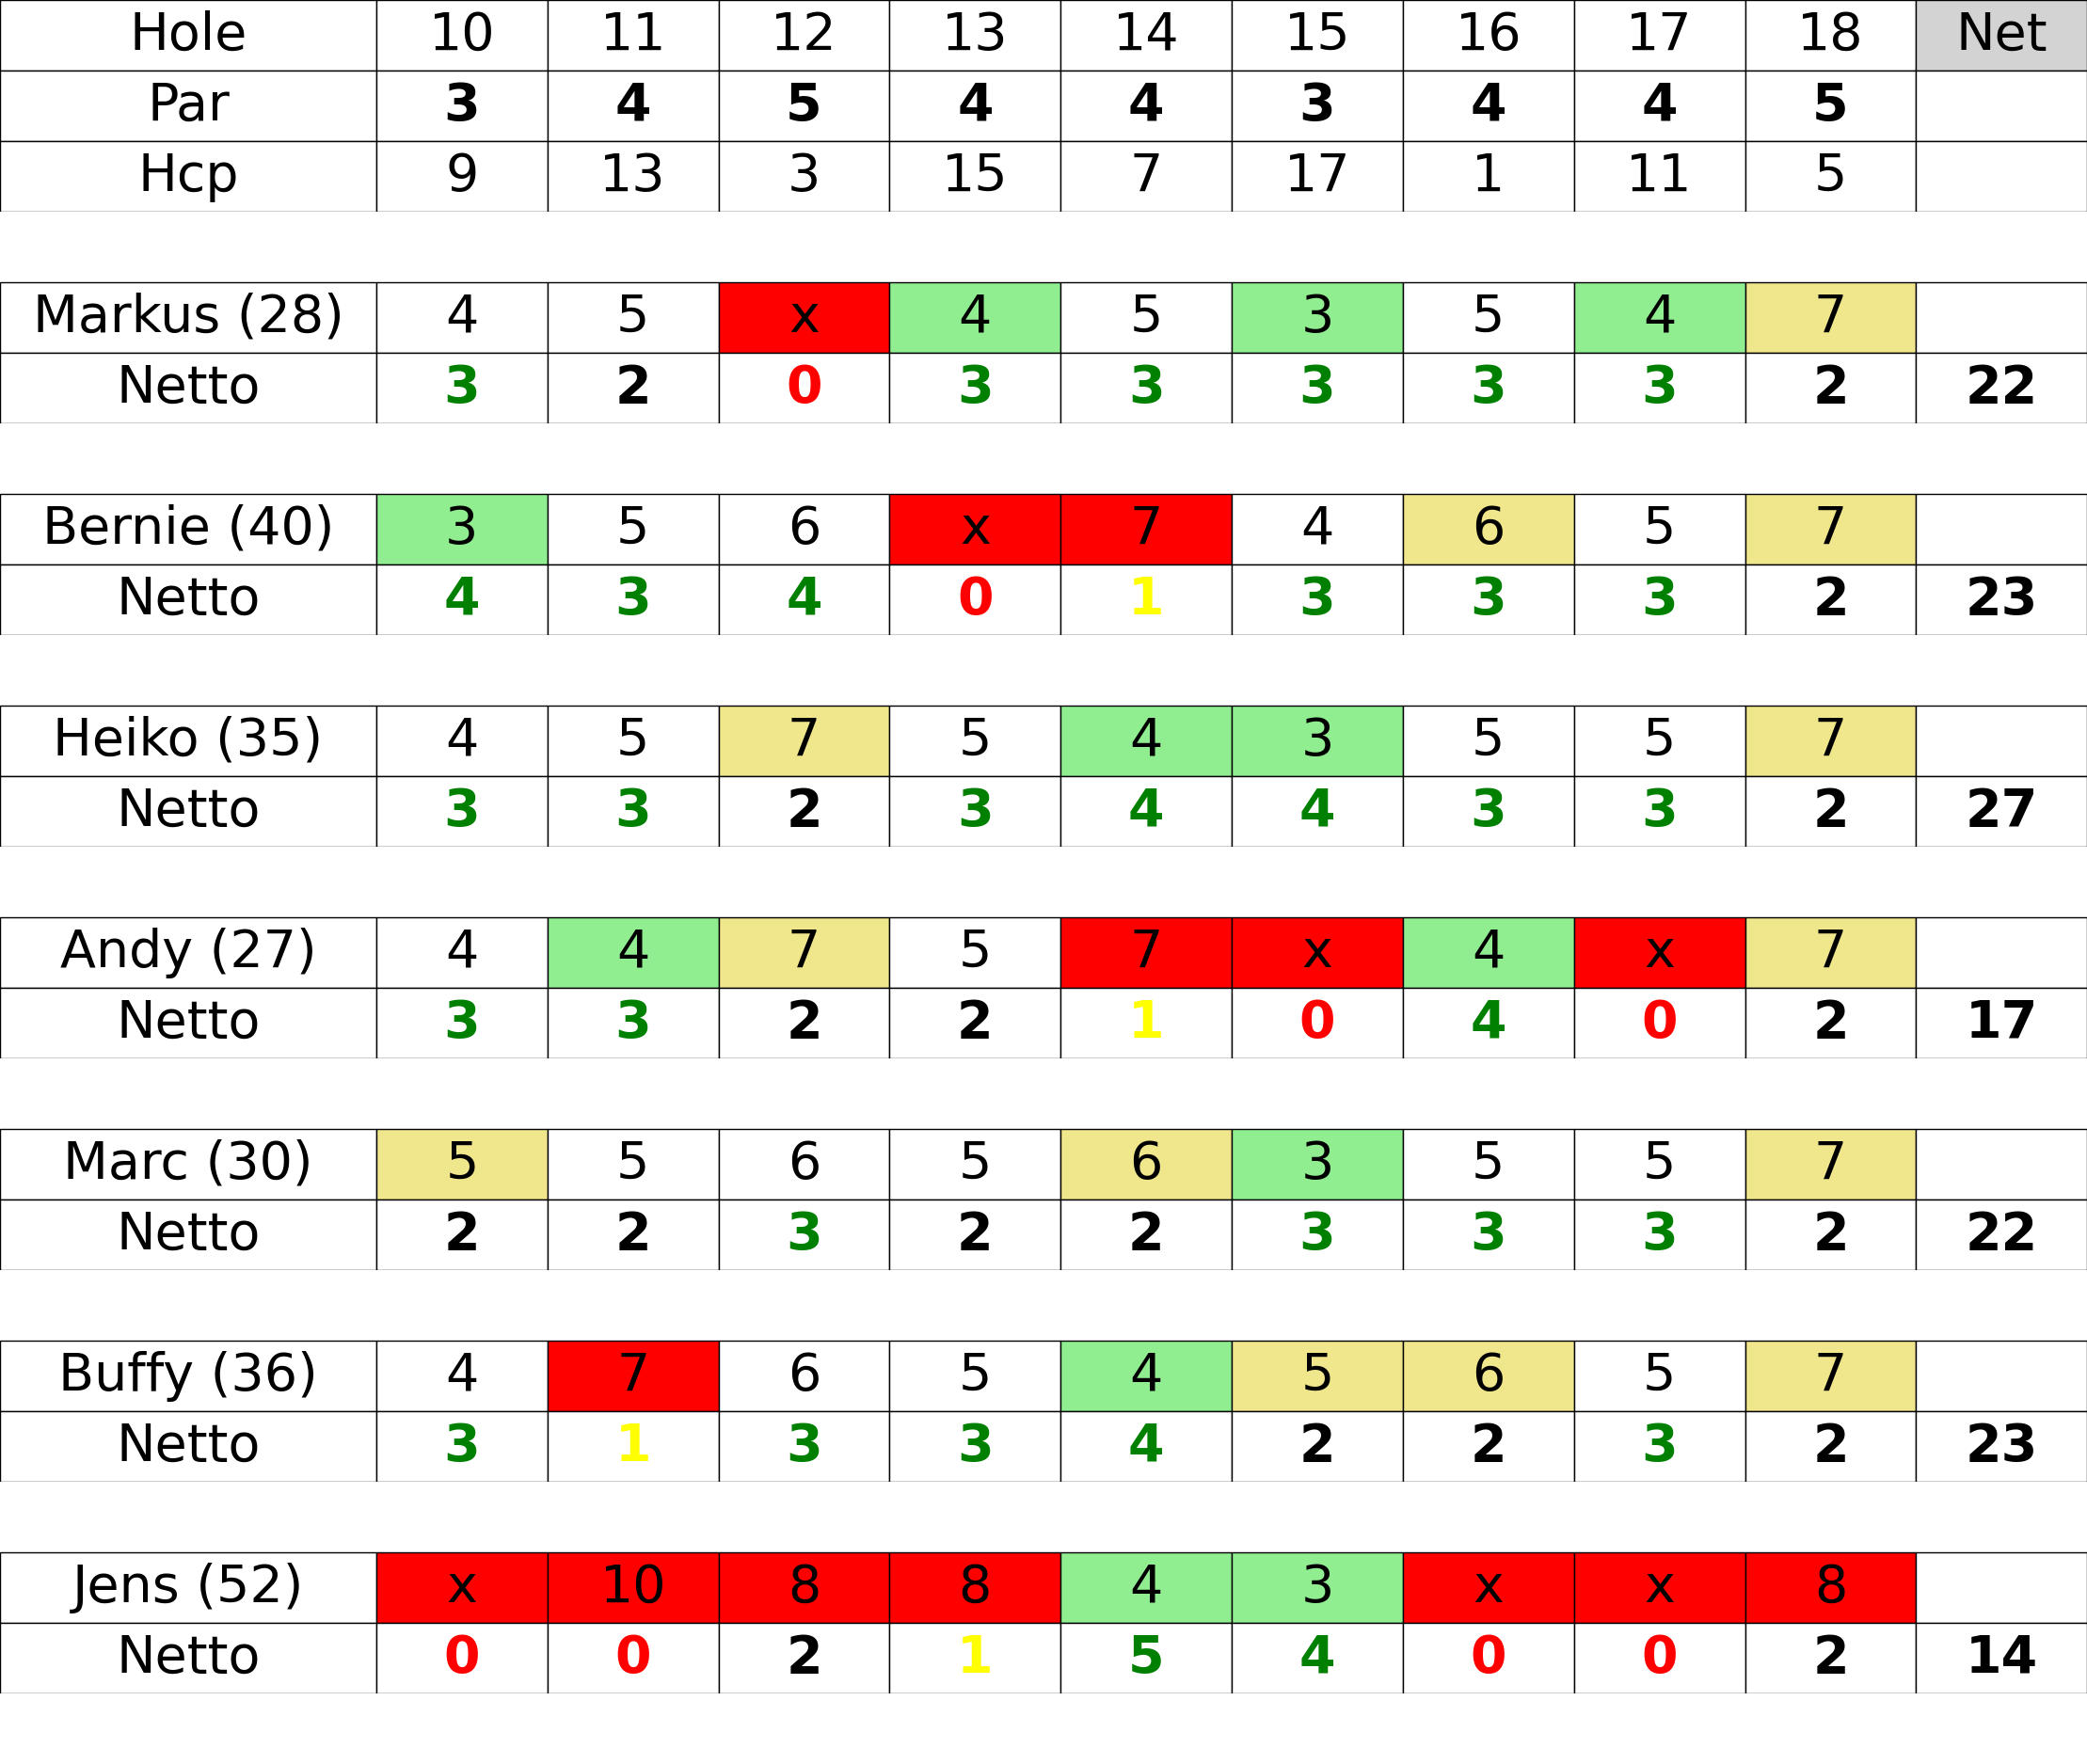 Hole 10 11 12 13 14 15 16 17 18 Net
Par 3 4 5 4 4 3 4 4 5
Hcp 9 13 3 15 7 17 1 11 5
Markus (28) 4 5 x 4 5 3 5 4 7
Netto 3 2 0 3 3 3 3 3 2 22
Bernie (40) 3 5 6 x 7 4 6 5 7
Netto 4 3 4 0 1 3 3 3 2 23
Heiko (35) 4 5 7 5 4 3 5 5 7
Netto 3 3 2 3 4 4 3 3 2 27
Andy (27) 4 4 7 5 7 x 4 x 7
Netto 3 3 2 2 1 0 4 0 2 17
Marc (30) 5 5 6 5 6 3 5 5 7
Netto 2 2 3 2 2 3 3 3 2 22
Buffy (36) 4 7 6 5 4 5 6 5 7
Netto 3 1 3 3 4 2 2 3 2 23
Jens (52) x 10 8 8 4 3 x x 8
Netto 0 0 2 1 5 4 0 0 2 14